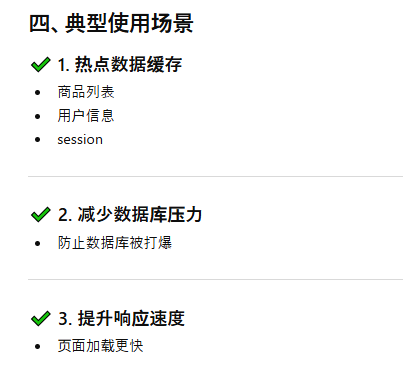 四、典型使用场景
1. 热点数据缓存
商品列表
用户信息
session
2. 减少数据库压力
防止数据库被打爆
3. 提升响应速度
页面加载更快